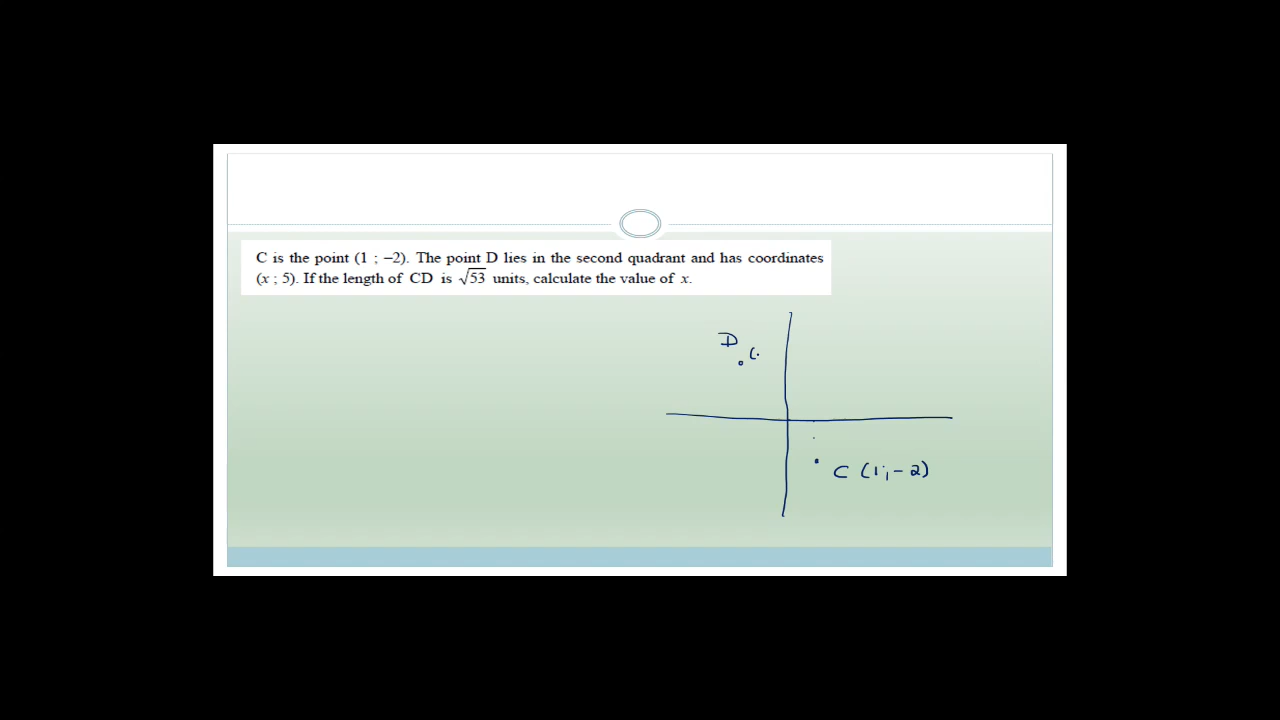 C is the point (1 ; −2). The point D lies in the second quadrant and has coordinates
(x ; 5). If the length of CD is √53 units, calculate the value of x.
D
(
C (1 ; − 2)